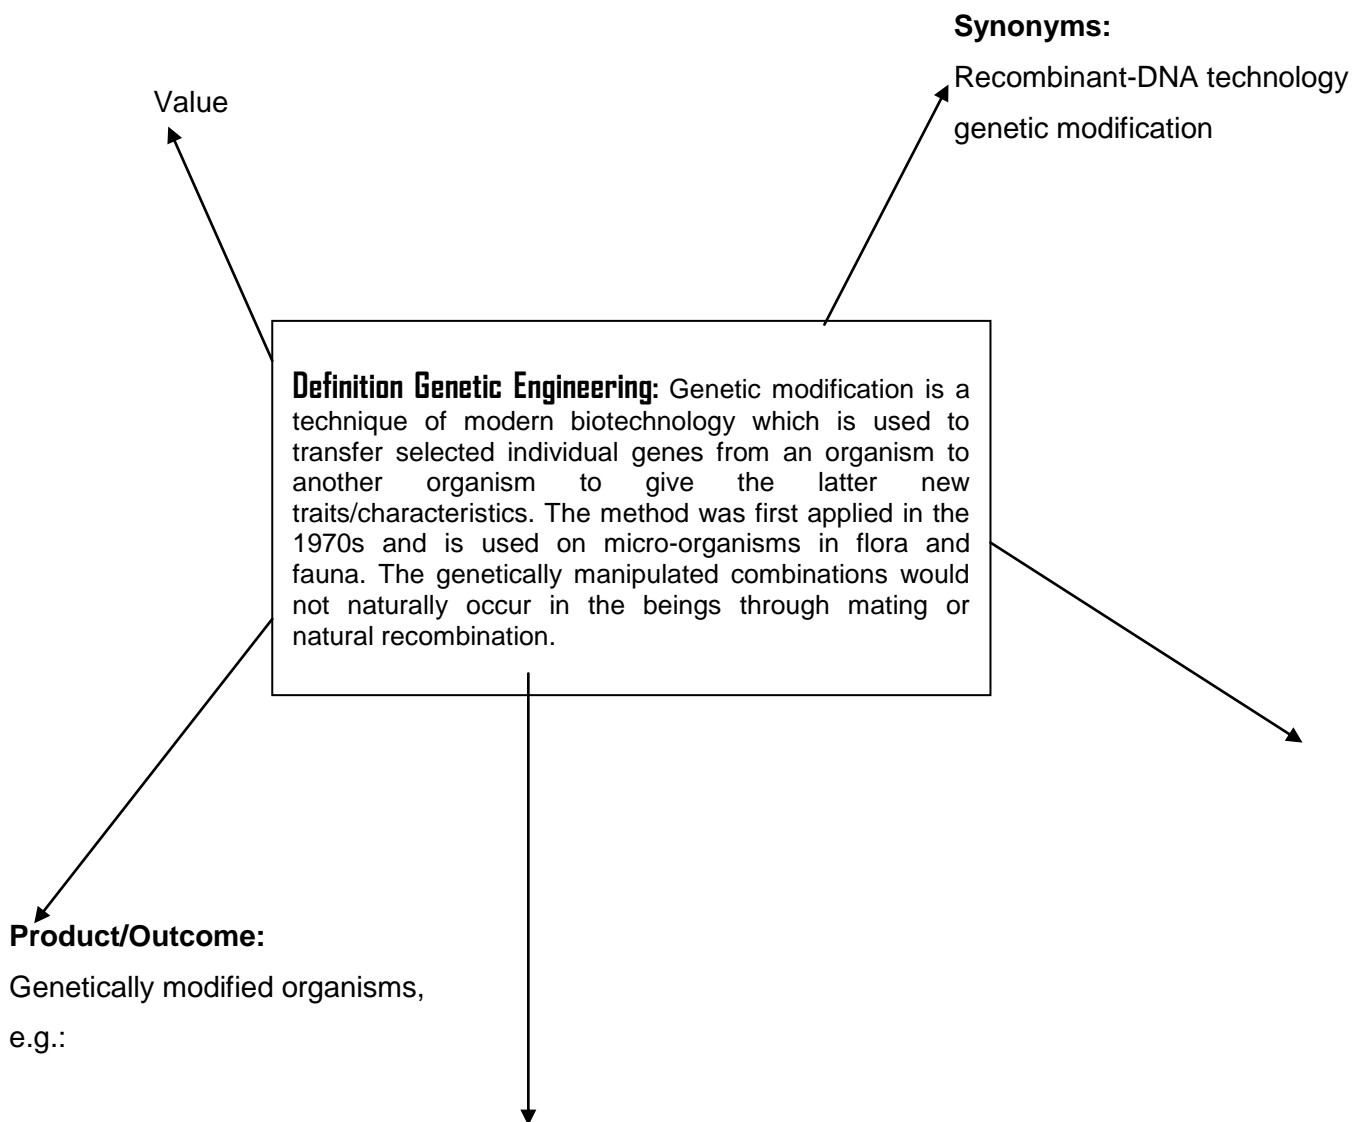 Synonyms:
Recombinant-DNA technology
genetic modification
Value
Definition Genetic Engineering: Genetic modification is a
technique of modern biotechnology which is used to
transfer selected individual genes from an organism to
another organism to give the latter new
traits/characteristics. The method was first applied in the
1970s and is used on micro-organisms in flora and
fauna. The genetically manipulated combinations would
not naturally occur in the beings through mating or
natural recombination.
Product/Outcome:
Genetically modified organisms,
e.g.: